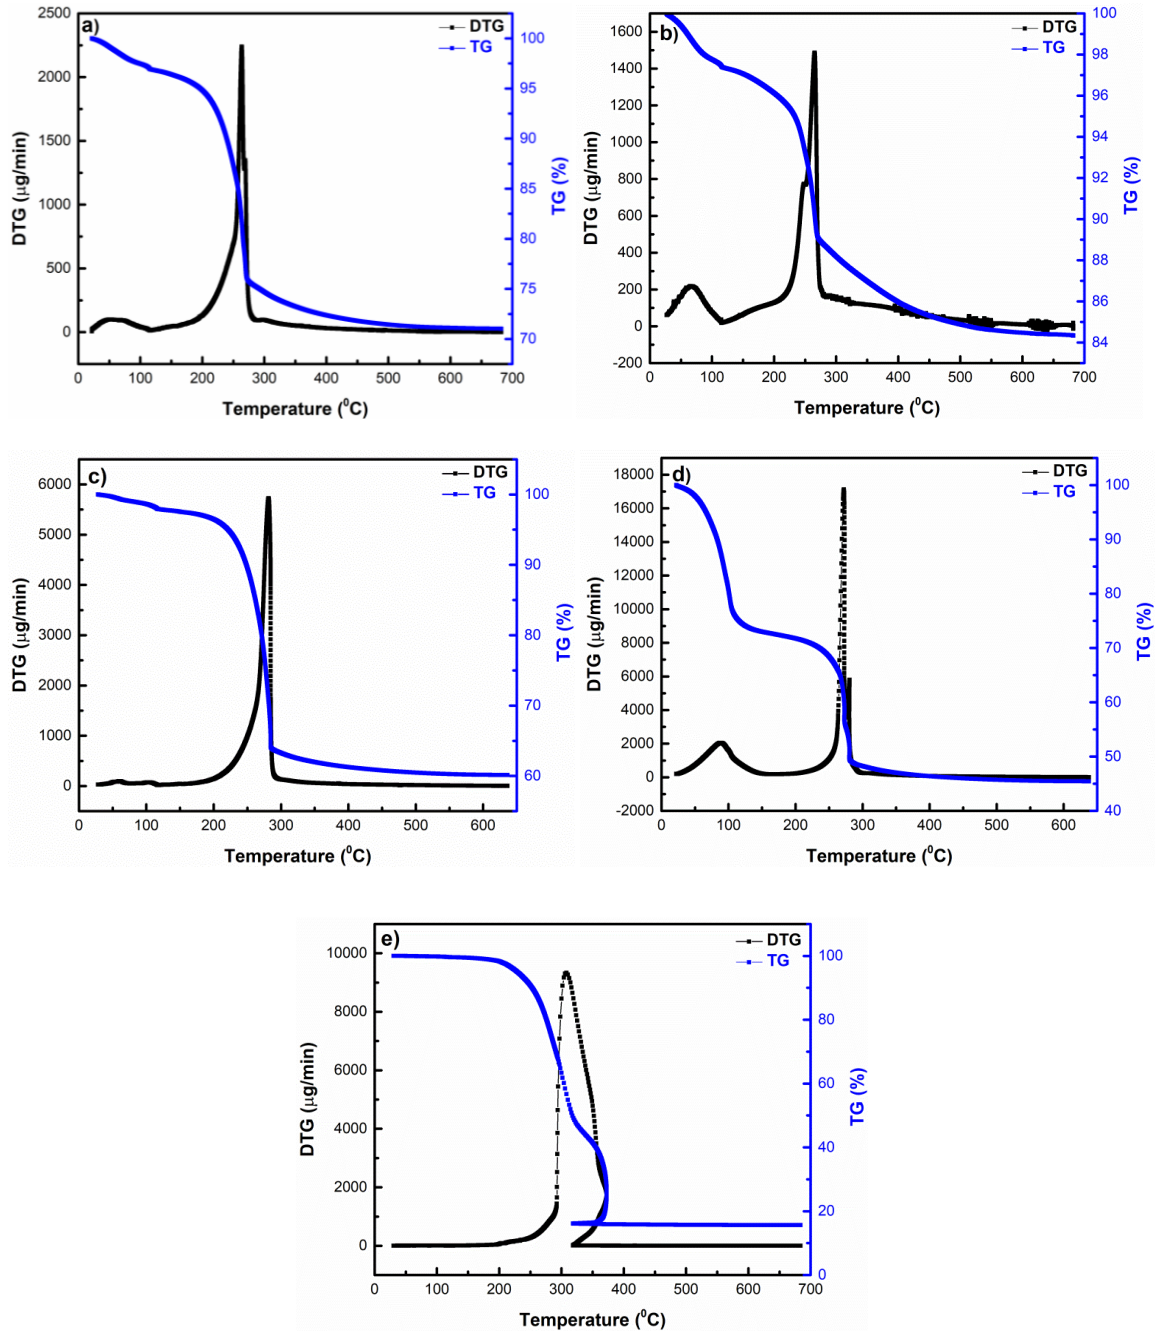 a)
DTG
TG
2500
2000
1500
1000
500
0
DTG (μg/min)
100
95
90
85
80
75
70
TG (%)
0 100 200 300 400 500 600 700
Temperature (⁰C)
b)
DTG
TG
1600
1400
1200
1000
800
600
400
200
0
-200
DTG (μg/min)
100
98
96
94
92
90
88
86
84
TG (%)
0 100 200 300 400 500 600 700
Temperature (⁰C)
c)
DTG
TG
6000
5000
4000
3000
2000
1000
0
DTG (μg/min)
100
90
80
70
60
TG (%)
0 100 200 300 400 500 600
Temperature (⁰C)
d)
DTG
TG
18000
16000
14000
12000
10000
8000
6000
4000
2000
0
-2000
DTG (μg/min)
100
90
80
70
60
50
40
TG (%)
0 100 200 300 400 500 600
Temperature (⁰C)
e)
DTG
TG
10000
8000
6000
4000
2000
0
DTG (μg/min)
100
80
60
40
20
0
TG (%)
0 100 200 300 400 500 600 700
Temperature (⁰C)